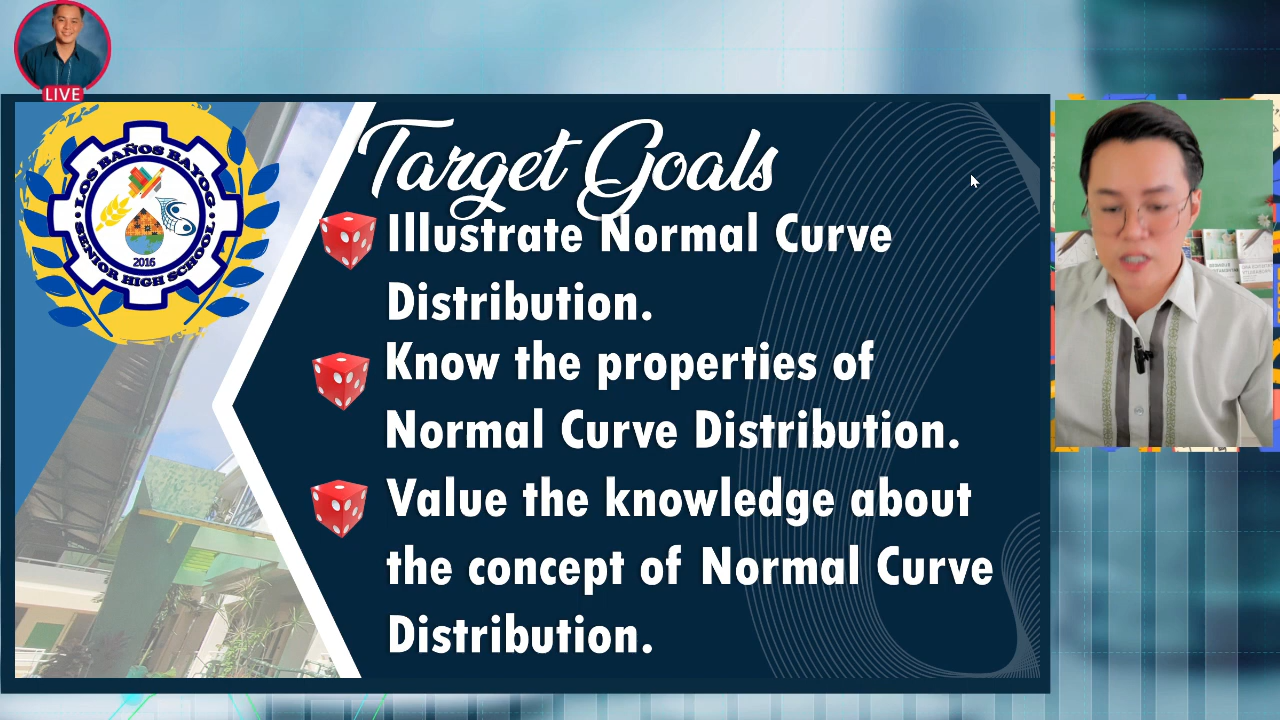 LIVE
LOS BAÑOS BAYOG
SENIOR HIGH SCHOOL
2016
Target Goals
Illustrate Normal Curve
Distribution.
Know the properties of
Normal Curve Distribution.
Value the knowledge about
the concept of Normal Curve
Distribution.